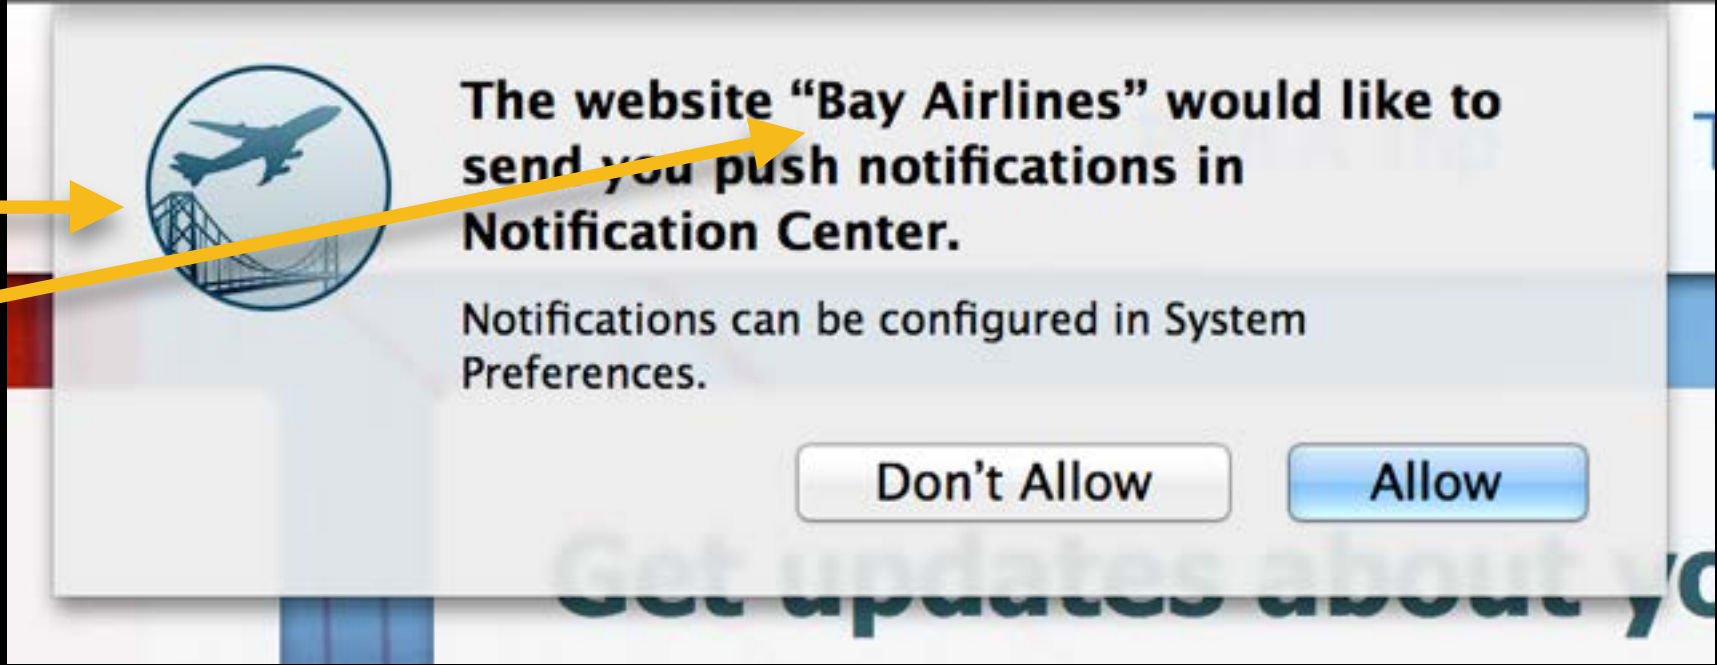 The website “Bay Airlines” would like to
send you push notifications in
Notification Center.
Notifications can be configured in System
Preferences.
Don't Allow
Allow
Get updates about